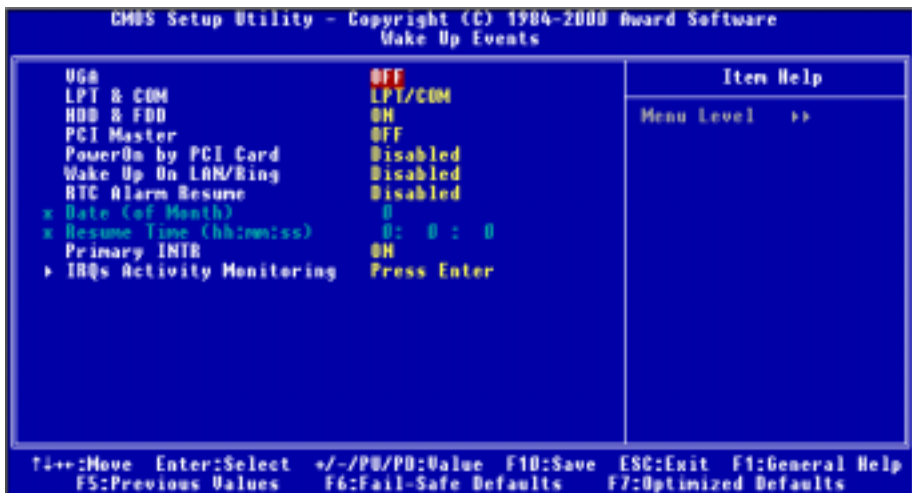 CMOS Setup Utility - Copyright (C) 1984-2000 Award Software
Wake Up Events
VGA OFF
LPT & COM LPT/COM
HDD & FDD ON
PCI Master OFF
PowerOn by PCI Card Disabled
Wake Up On LAN/Ring Disabled
RTC Alarm Resume Disabled
x Date (of Month) 0
x Resume Time (hh:mm:ss) 0: 0 : 0
Primary INTR ON
▸ IRQs Activity Monitoring Press Enter
Item Help
Menu Level ▸▸
↑↓→←:Move Enter:Select +/-/PU/PD:Value F10:Save ESC:Exit F1:General Help
F5:Previous Values F6:Fail-Safe Defaults F7:Optimized Defaults